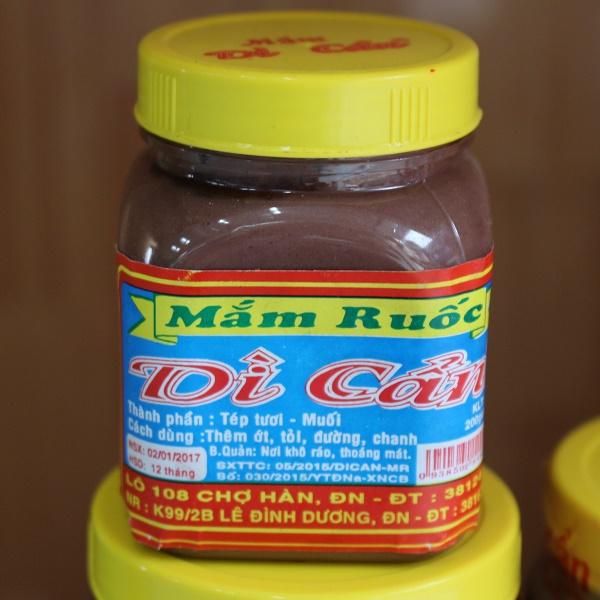 Mắm
Dì Cẩn
Mắm Ruốc
Dì Cẩn
Thành phần : Tép tươi - Muối
KL
Cách dùng :Thêm ớt, tỏi, đường, chanh
B.Quản: Nơi khô ráo, thoáng mát.
NSX: 02/01/2017
HSD: 12 tháng
SXTTC: 05/2015/DICAN-MR
Số: 030/2015/YTĐNa-XNCB
LÔ 108 CHỢ HÀN, ĐN - ĐT :
NR : K99/2B LÊ ĐÌNH DƯƠNG, ĐN - ĐT :